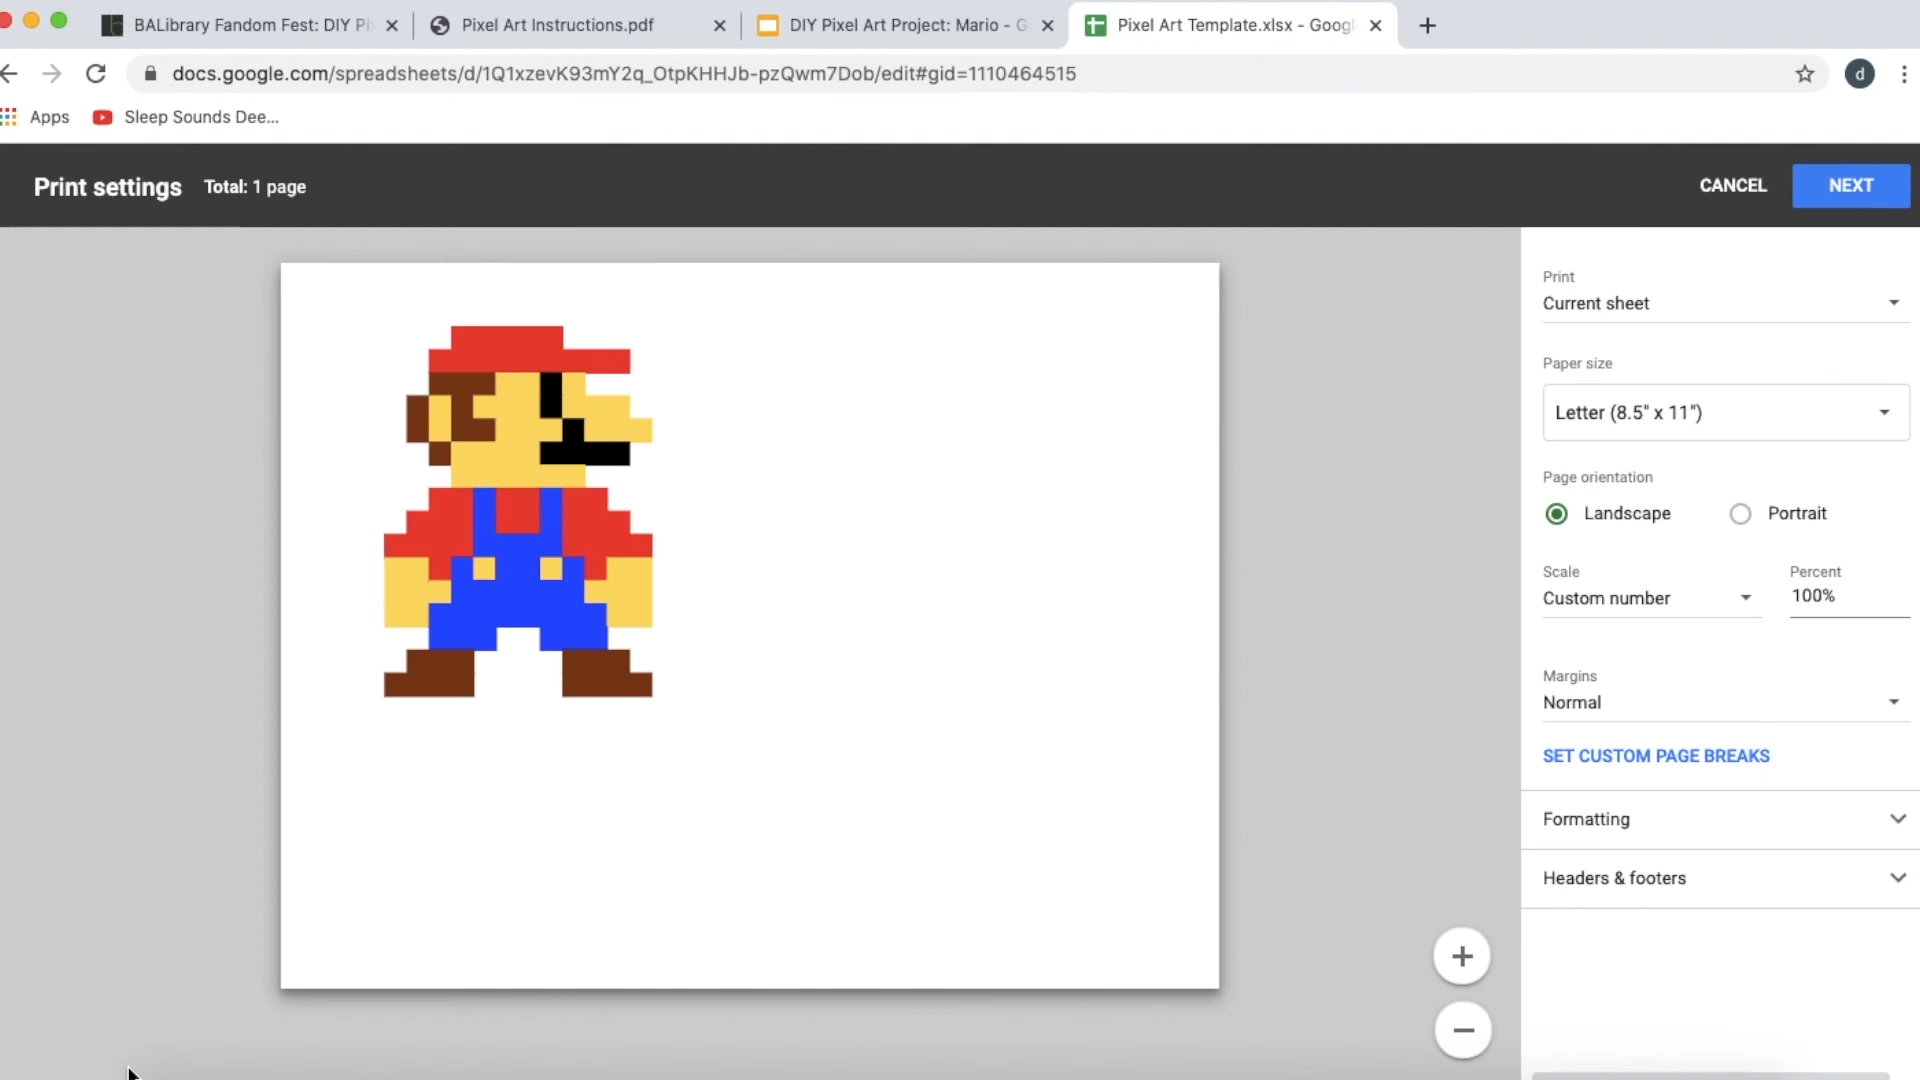 BALibrary Fandom Fest: DIY Pi
Pixel Art Instructions.pdf
DIY Pixel Art Project: Mario - G
Pixel Art Template.xlsx - Googl
docs.google.com/spreadsheets/d/1Q1xzevK93mY2q_OtpKHHJb-pzQwm7Dob/edit#gid=1110464515
d
Apps
Sleep Sounds Dee...
Print settings
Total: 1 page
CANCEL
NEXT
Print
Current sheet
Paper size
Letter (8.5" x 11")
Page orientation
Landscape
Portrait
Scale
Percent
Custom number
100%
Margins
Normal
SET CUSTOM PAGE BREAKS
Formatting
Headers & footers